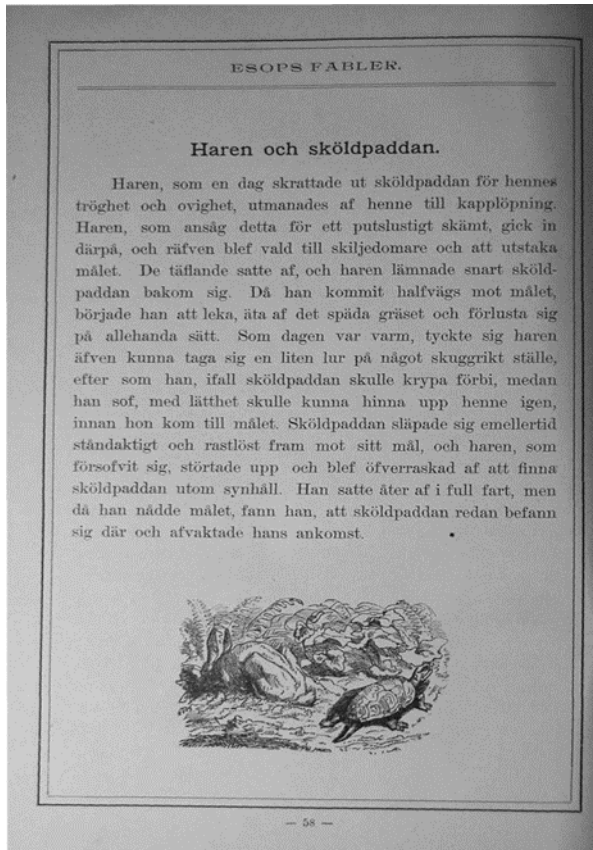 ESOPS FABLER.
Haren och sköldpaddan.
Haren, som en dag skrattade ut sköldpaddan för hennes
tröghet och ovighet, utmanades af henne till kapplöpning.
Haren, som ansåg detta för ett putslustigt skämt, gick in
därpå, och räfven blef vald till skiljedomare och att utstaka
målet. De täflande satte af, och haren lämnade snart sköld-
paddan bakom sig. Då han kommit halfvägs mot målet,
började han att leka, äta af det späda gräset och förlusta sig
på allehanda sätt. Som dagen var varm, tyckte sig haren
äfven kunna taga sig en liten lur på något skuggrikt ställe,
efter som han, ifall sköldpaddan skulle krypa förbi, medan
han sof, med lätthet skulle kunna hinna upp henne igen,
innan hon kom till målet. Sköldpaddan släpade sig emellertid
ståndaktigt och rastlöst fram mot sitt mål, och haren, som
försofvit sig, störtade upp och blef öfverraskad af att finna
sköldpaddan utom synhåll. Han satte åter af i full fart, men
då han nådde målet, fann han, att sköldpaddan redan befann
sig där och afvaktade hans ankomst.
— 58 —